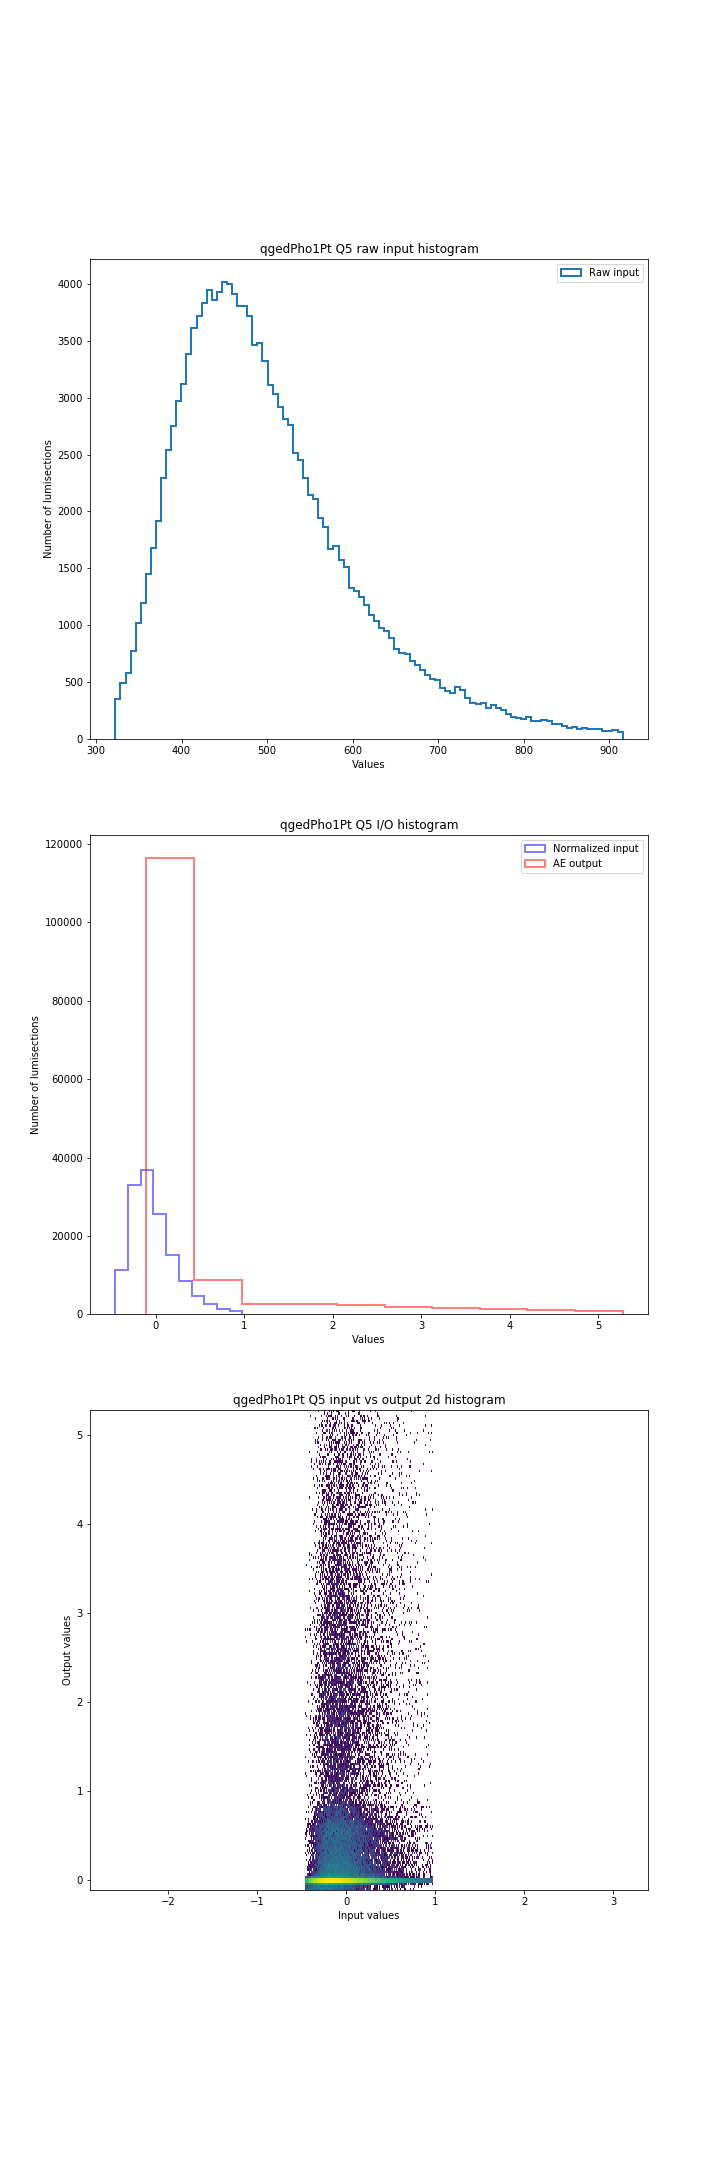 qgedPho1Pt Q5 raw input histogram
Raw input
4000
3500
3000
2500
2000
1500
1000
500
0
Number of lumisections
300 400 500 600 700 800 900
Values
qgedPho1Pt Q5 I/O histogram
Normalized input
AE output
120000
100000
80000
60000
40000
20000
0
Number of lumisections
0 1 2 3 4 5
Values
qgedPho1Pt Q5 input vs output 2d histogram
5
4
3
2
1
0
Output values
−2 −1 0 1 2 3
Input values